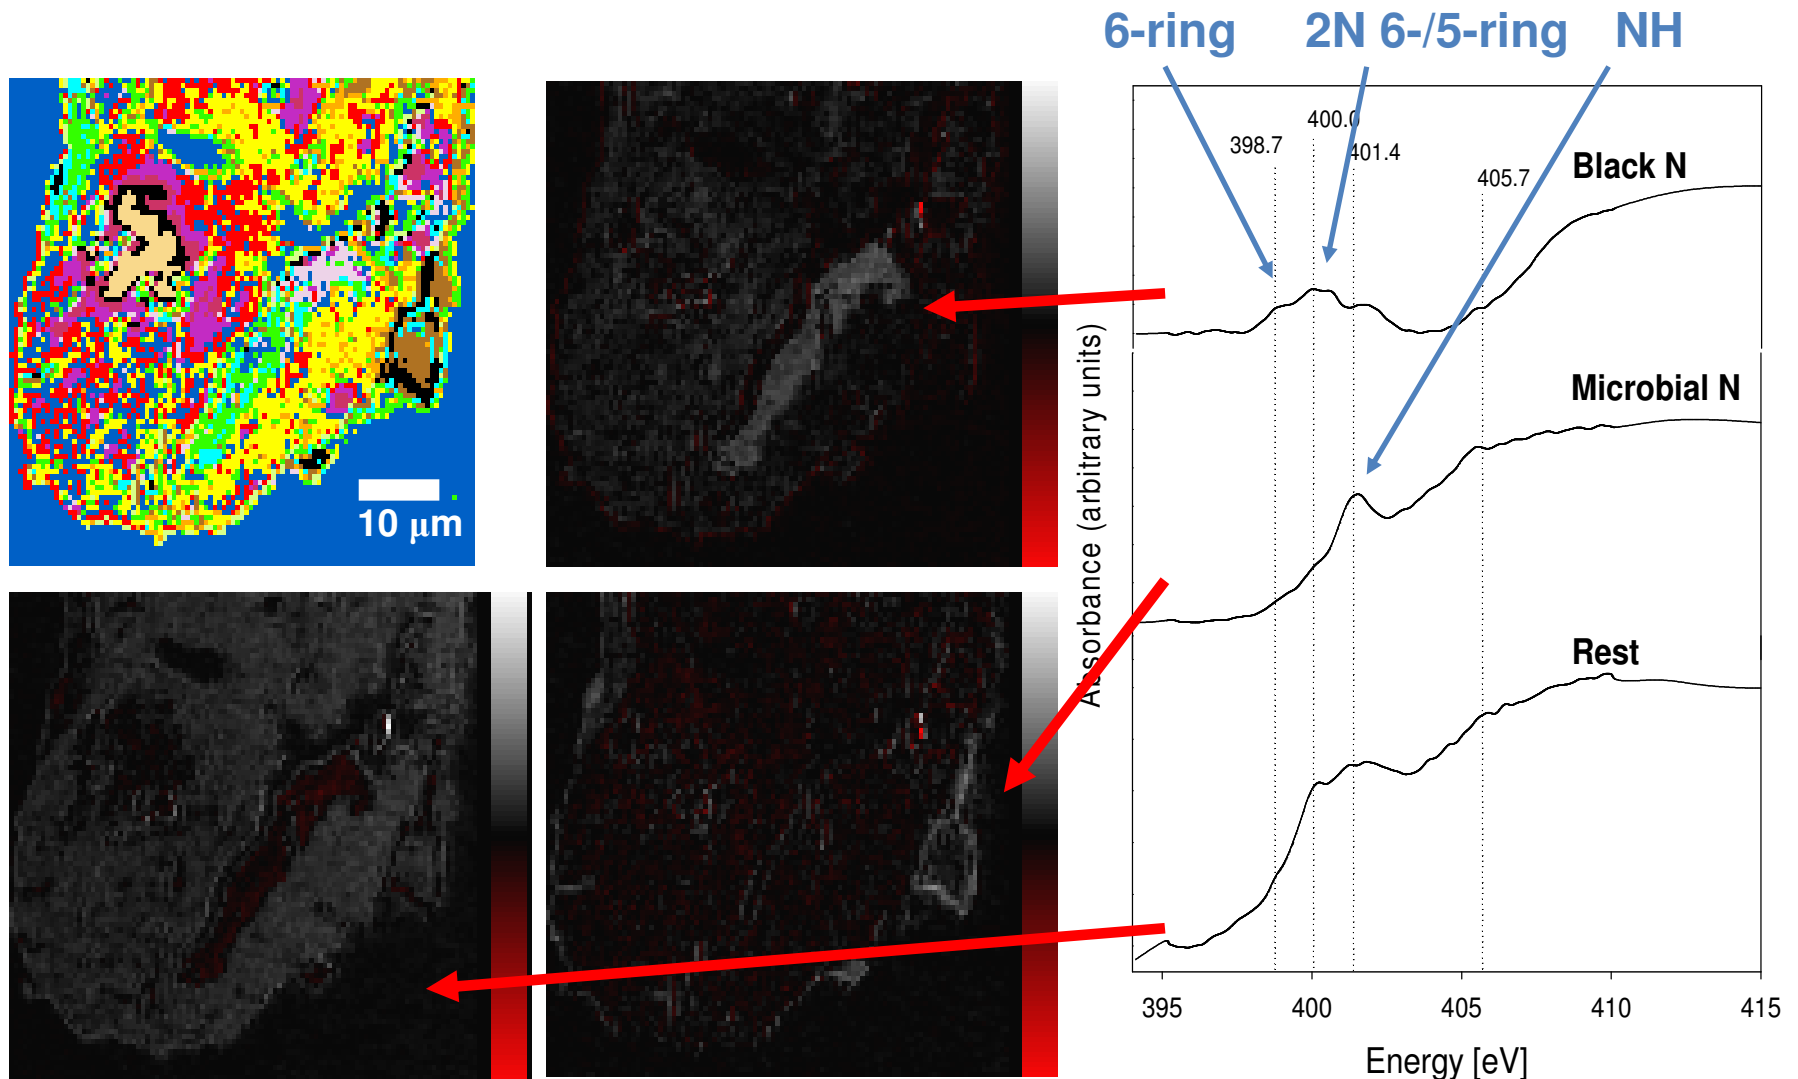 6-ring 2N 6-/5-ring NH
400.0
398.7
401.4
405.7
Black N
Microbial N
Rest
10 µm
Absorbance (arbitrary units)
395 400 405 410 415
Energy [eV]